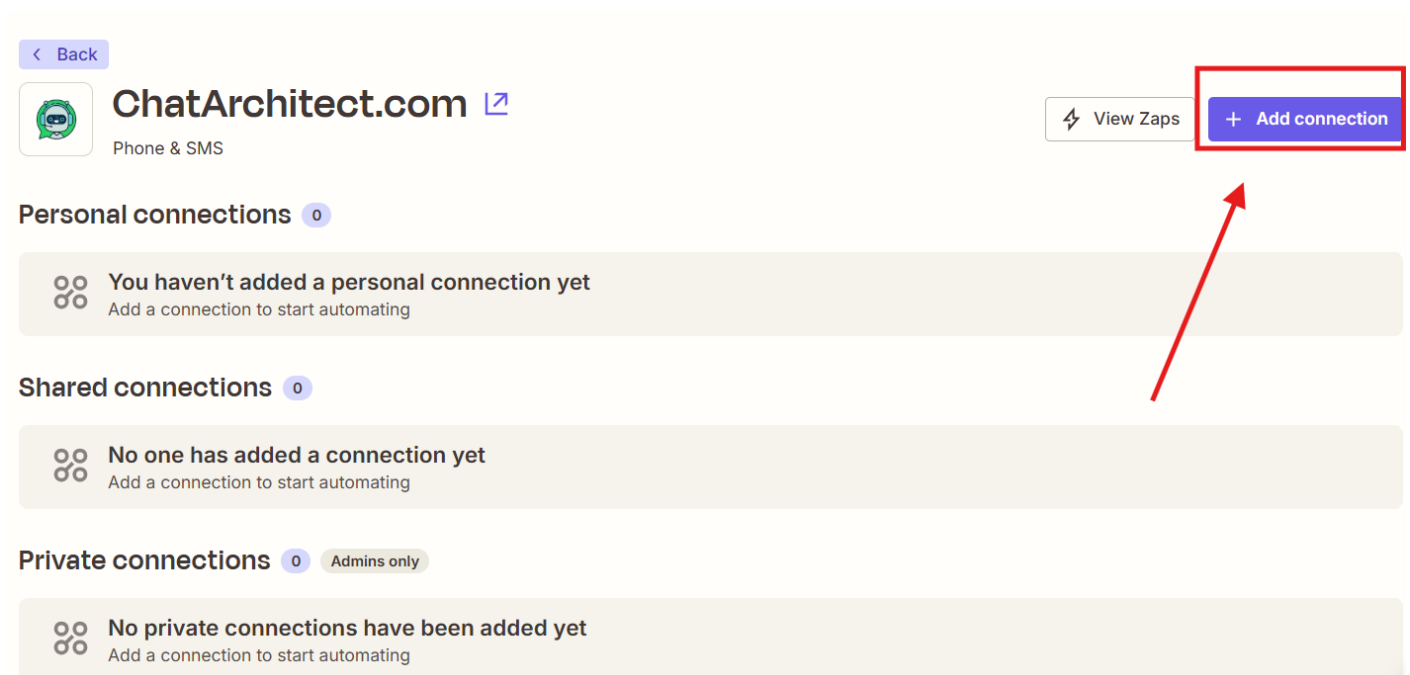 Back
ChatArchitect.com
Phone & SMS
View Zaps
+ Add connection
Personal connections 0
You haven’t added a personal connection yet
Add a connection to start automating
Shared connections 0
No one has added a connection yet
Add a connection to start automating
Private connections 0 Admins only
No private connections have been added yet
Add a connection to start automating